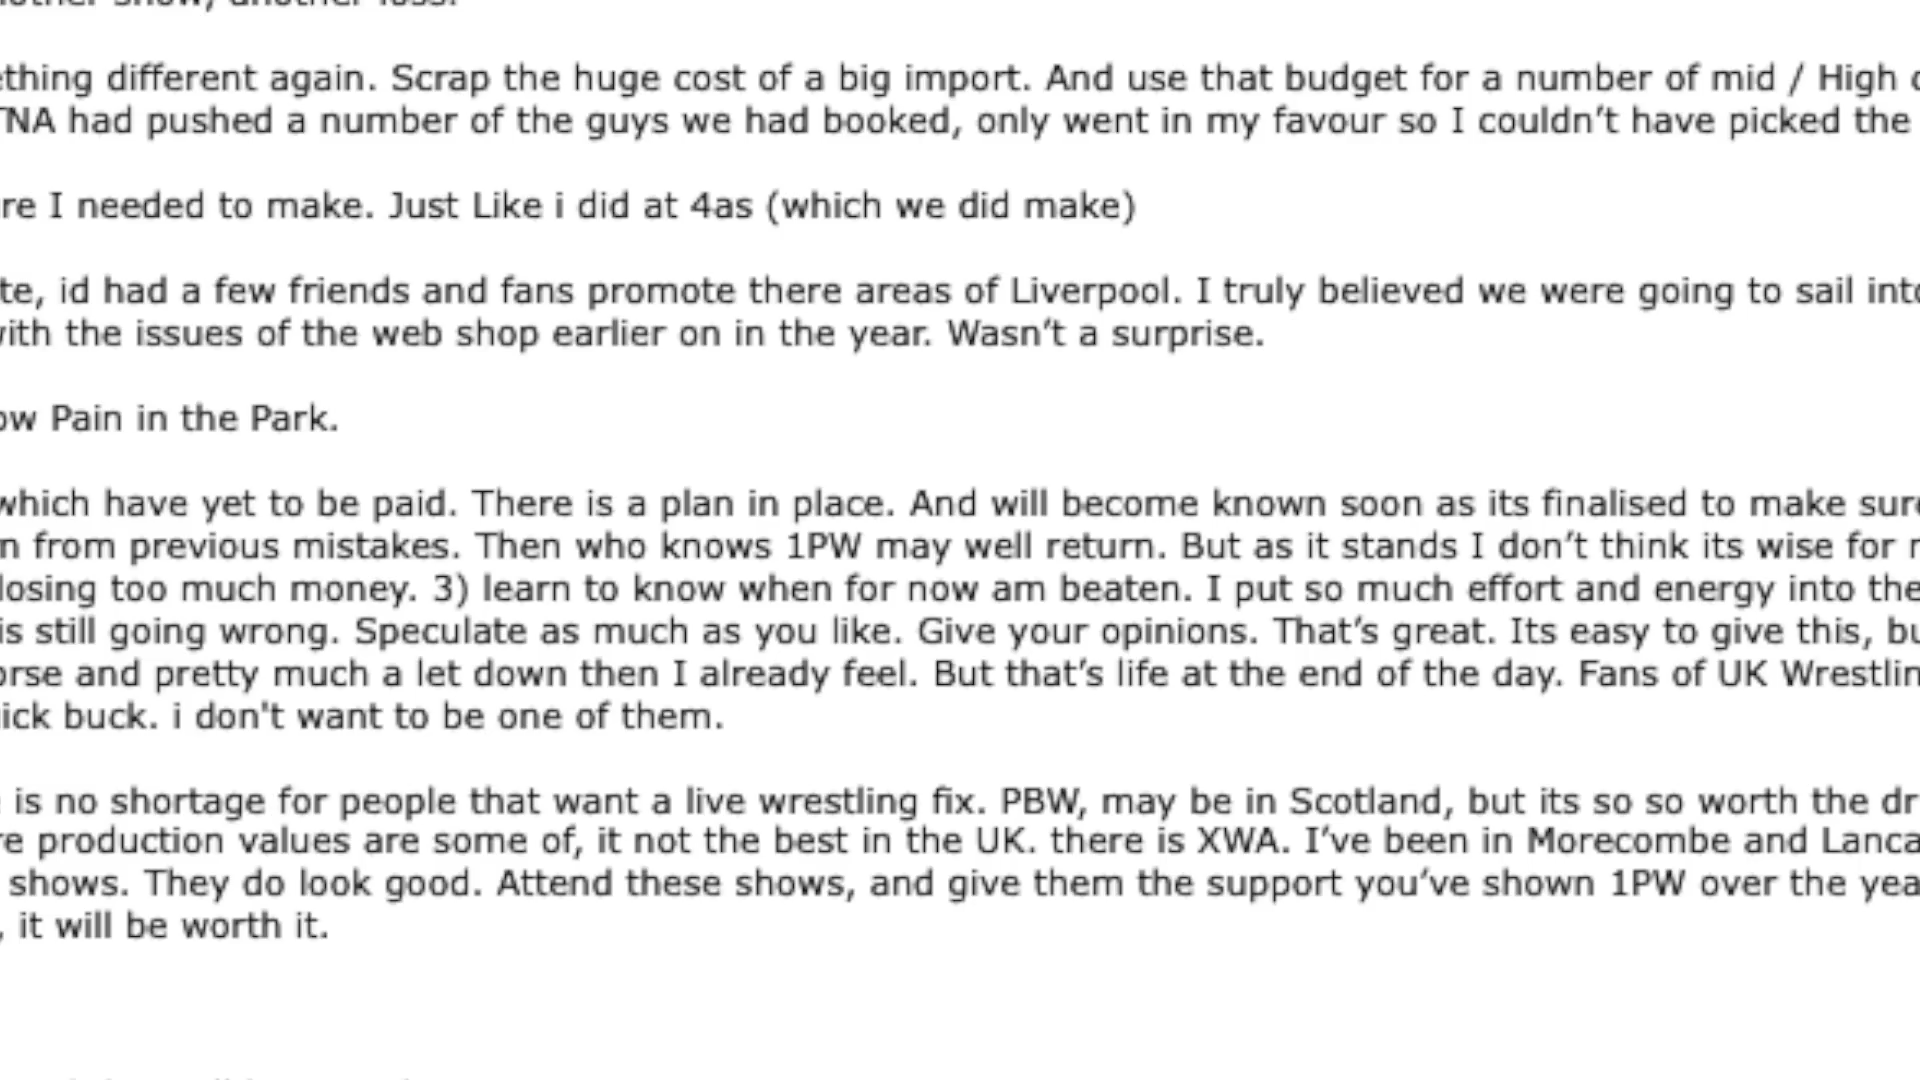 another show, another loss.
ething different again. Scrap the huge cost of a big import. And use that budget for a number of mid / High
TNA had pushed a number of the guys we had booked, only went in my favour so I couldn’t have picked the
re I needed to make. Just Like i did at 4as (which we did make)
te, id had a few friends and fans promote there areas of Liverpool. I truly believed we were going to sail into
with the issues of the web shop earlier on in the year. Wasn’t a surprise.
ow Pain in the Park.
which have yet to be paid. There is a plan in place. And will become known soon as its finalised to make sure
n from previous mistakes. Then who knows 1PW may well return. But as it stands I don’t think its wise for
losing too much money. 3) learn to know when for now am beaten. I put so much effort and energy into the
is still going wrong. Speculate as much as you like. Give your opinions. That’s great. Its easy to give this, bu
orse and pretty much a let down then I already feel. But that’s life at the end of the day. Fans of UK Wrestlin
ick buck. i don't want to be one of them.
is no shortage for people that want a live wrestling fix. PBW, may be in Scotland, but its so so worth the dr
re production values are some of, it not the best in the UK. there is XWA. I’ve been in Morecombe and Lanca
shows. They do look good. Attend these shows, and give them the support you’ve shown 1PW over the yea
, it will be worth it.